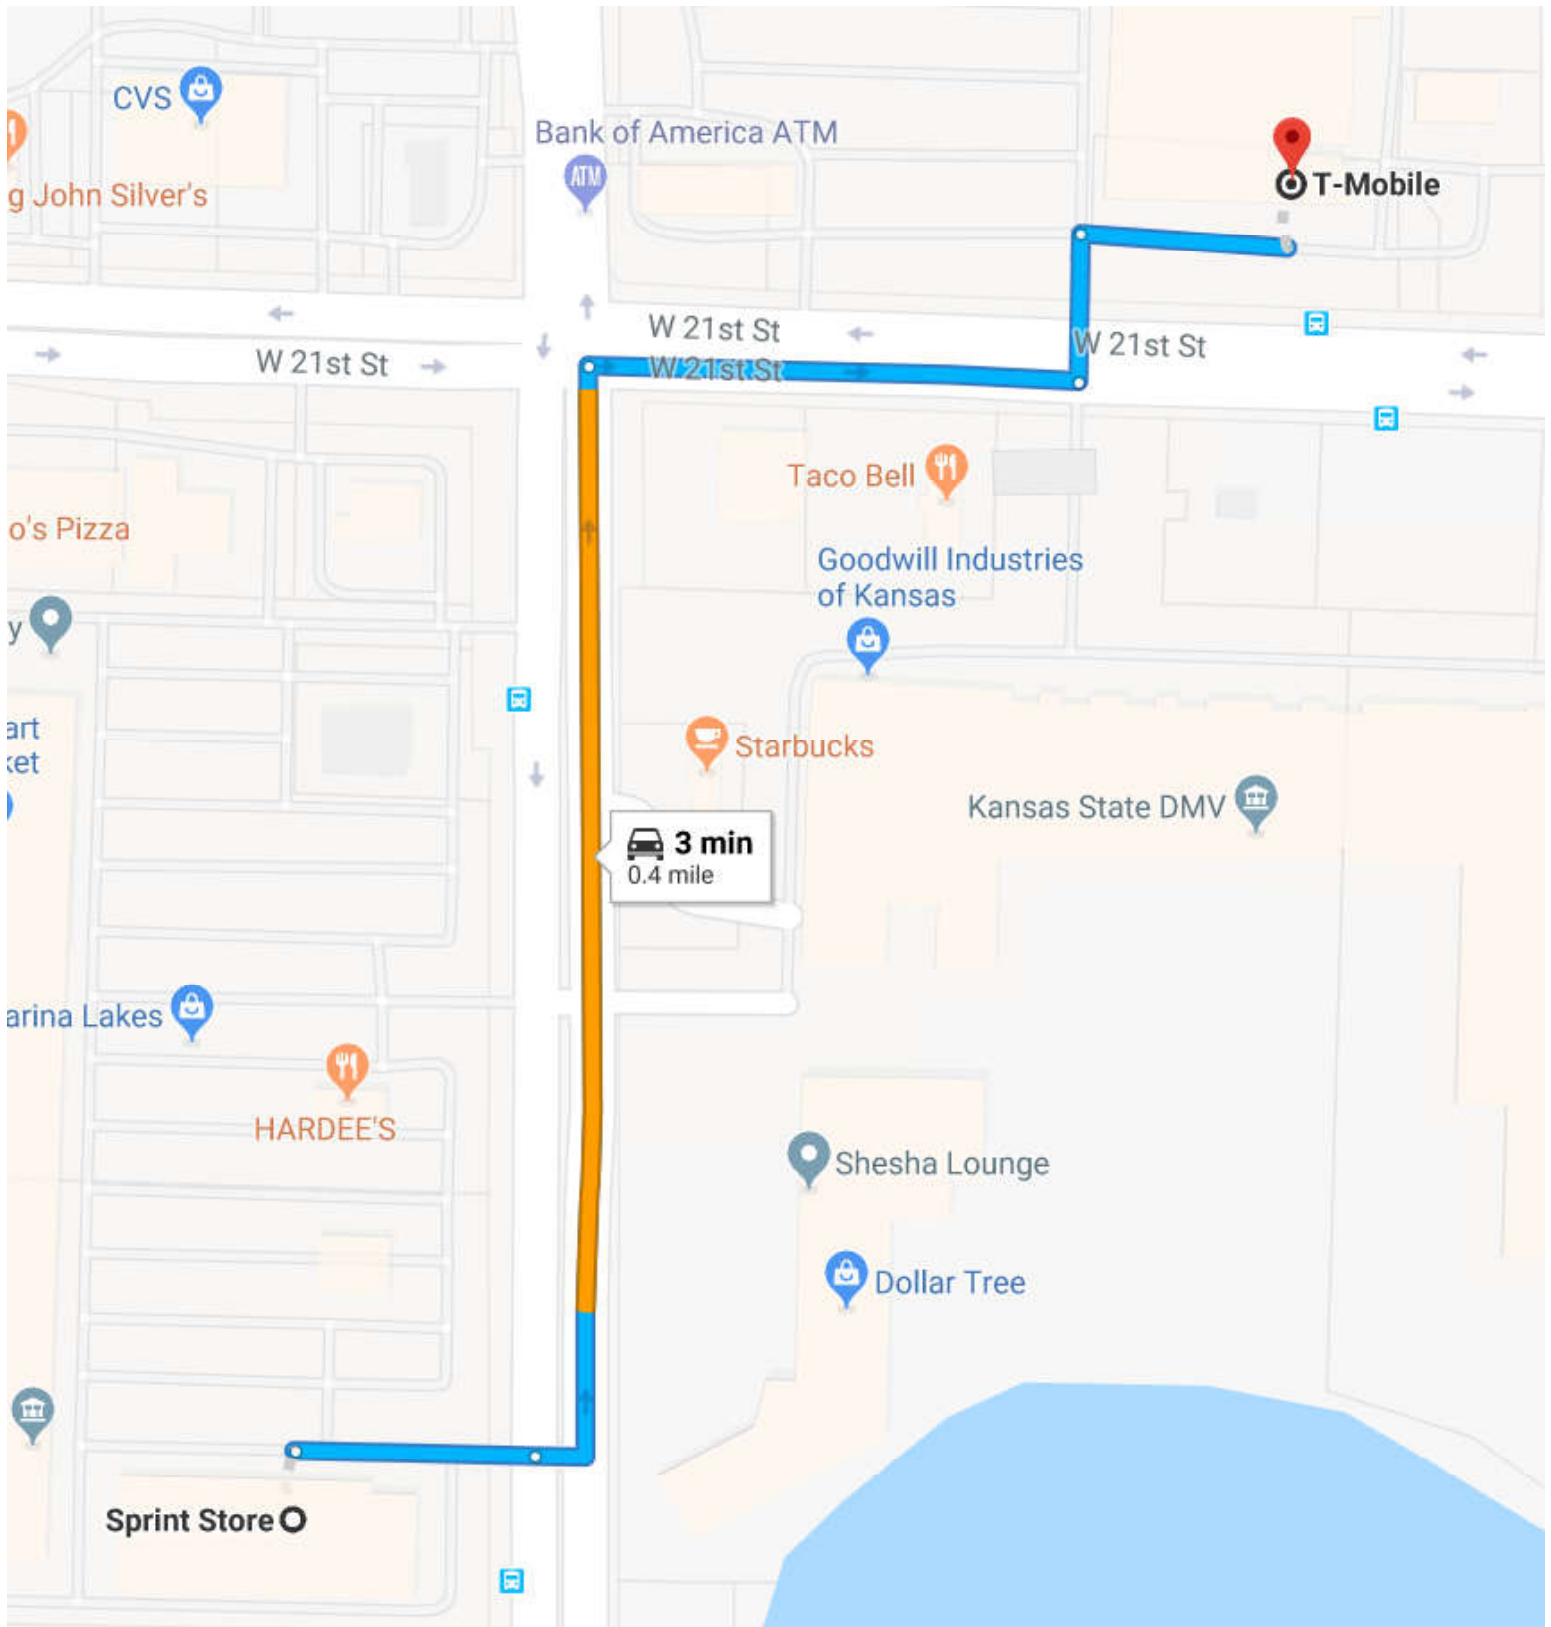 CVS
Bank of America ATM
ATM
g John Silver's
T-Mobile
W 21st St
W 21st St
W 21st St
W 21st St
Taco Bell
o's Pizza
Goodwill Industries
of Kansas
y
art
ket
Starbucks
Kansas State DMV
3 min
0.4 mile
arina Lakes
HARDEE'S
Shesha Lounge
Dollar Tree
Sprint Store